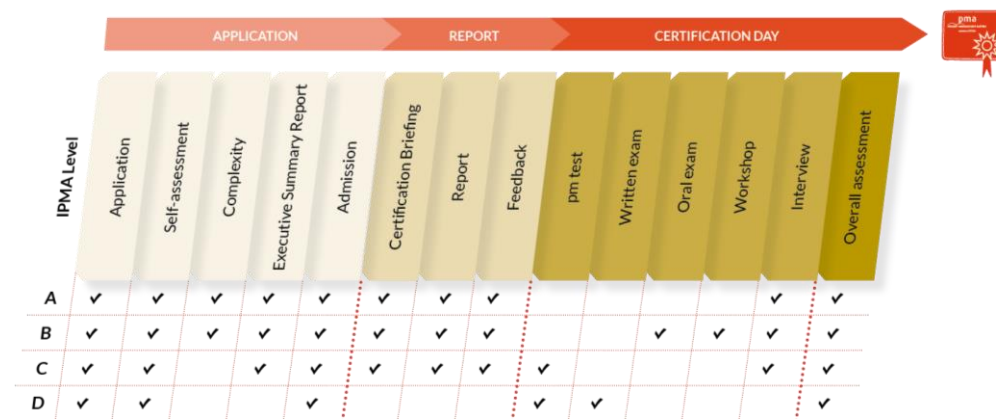 APPLICATION REPORT CERTIFICATION DAY
pma
IPMA Level
Application
Self-assessment
Complexity
Executive Summary Report
Admission
Certification Briefing
Report
Feedback
pm test
Written exam
Oral exam
Workshop
Interview
Overall assessment
A ✔ ✔ ✔ ✔ ✔ ✔ ✔ ✔ ✔ ✔
B ✔ ✔ ✔ ✔ ✔ ✔ ✔ ✔ ✔ ✔ ✔ ✔
C ✔ ✔ ✔ ✔ ✔ ✔ ✔ ✔ ✔ ✔
D ✔ ✔ ✔ ✔ ✔ ✔